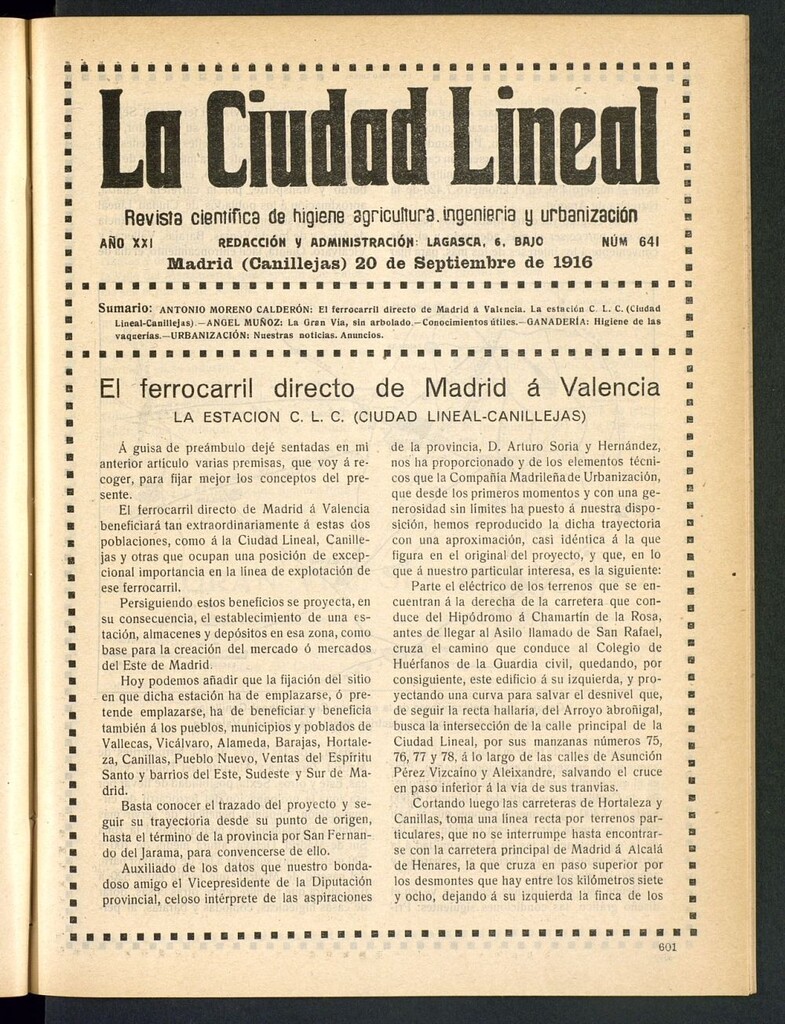 La Ciudad Lineal
Revista científica de higiene agricultura, ingeniería y urbanización
AÑO XXI REDACCIÓN Y ADMINISTRACIÓN: LAGASCA, 6, BAJO NÚM 641
Madrid (Canillejas) 20 de Septiembre de 1916
Sumario: ANTONIO MORENO CALDERÓN: El ferrocarril directo de Madrid á Valencia. La estación C. L. C. (Ciudad
Lineal-Canillejas).—ANGEL MUÑOZ: La Gran Vía, sin arbolado.—Conocimientos útiles.—GANADERÍA: Higiene de las
vaquerías.—URBANIZACIÓN: Nuestras noticias. Anuncios.
El ferrocarril directo de Madrid á Valencia
LA ESTACION C. L. C. (CIUDAD LINEAL-CANILLEJAS)
Á guisa de preámbulo dejé sentadas en mi
anterior artículo varias premisas, que voy á re-
coger, para fijar mejor los conceptos del pre-
sente.
El ferrocarril directo de Madrid á Valencia
beneficiará tan extraordinariamente á estas dos
poblaciones, como á la Ciudad Lineal, Canille-
jas y otras que ocupan una posición de excep-
cional importancia en la línea de explotación de
ese ferrocarril.
Persiguiendo estos beneficios se proyecta, en
su consecuencia, el establecimiento de una es-
tación, almacenes y depósitos en esa zona, como
base para la creación del mercado ó mercados
del Este de Madrid.
Hoy podemos añadir que la fijación del sitio
en que dicha estación ha de emplazarse, ó pre-
tende emplazarse, ha de beneficiar y beneficia
también á los pueblos, municipios y poblados de
Vallecas, Vicálvaro, Alameda, Barajas, Hortale-
za, Canillas, Pueblo Nuevo, Ventas del Espíritu
Santo y barrios del Este, Sudeste y Sur de Ma-
drid.
Basta conocer el trazado del proyecto y se-
guir su trayectoria desde su punto de origen,
hasta el término de la provincia por San Fernan-
do del Jarama, para convencerse de ello.
Auxiliado de los datos que nuestro bonda-
doso amigo el Vicepresidente de la Diputación
provincial, celoso intérprete de las aspiraciones
de la provincia, D. Arturo Soria y Hernández,
nos ha proporcionado y de los elementos técni-
cos que la Compañía Madrileña de Urbanización,
que desde los primeros momentos y con una ge-
nerosidad sin límites ha puesto á nuestra dispo-
sición, hemos reproducido la dicha trayectoria
con una aproximación, casi idéntica á la que
figura en el original del proyecto, y que, en lo
que á nuestro particular interesa, es la siguiente:
Parte el eléctrico de los terrenos que se en-
cuentran á la derecha de la carretera que con-
duce del Hipódromo á Chamartín de la Rosa,
antes de llegar al Asilo llamado de San Rafael,
cruza el camino que conduce al Colegio de
Huérfanos de la Guardia civil, quedando, por
consiguiente, este edificio á su izquierda, y pro-
yectando una curva para salvar el desnivel que,
de seguir la recta hallaría, del Arroyo abroñigal,
busca la intersección de la calle principal de la
Ciudad Lineal, por sus manzanas números 75,
76, 77 y 78, á lo largo de las calles de Asunción
Pérez Vizcaíno y Aleixandre, salvando el cruce
en paso inferior á la vía de sus tranvías.
Cortando luego las carreteras de Hortaleza y
Canillas, toma una línea recta por terrenos par-
ticulares, que no se interrumpe hasta encontrar-
se con la carretera principal de Madrid á Alcalá
de Henares, la que cruza en paso superior por
los desmontes que hay entre los kilómetros siete
y ocho, dejando á su izquierda la finca de los
601